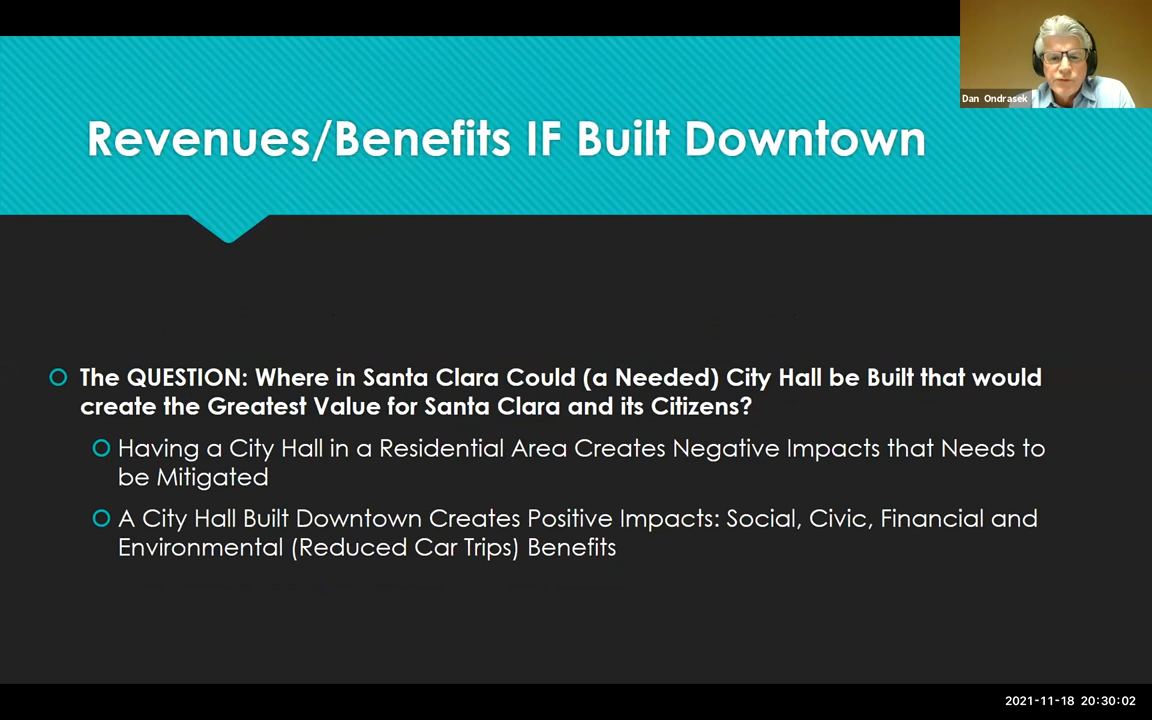 Dan Ondrasek
Revenues/Benefits IF Built Downtown
The QUESTION: Where in Santa Clara Could (a Needed) City Hall be Built that would
create the Greatest Value for Santa Clara and its Citizens?
Having a City Hall in a Residential Area Creates Negative Impacts that Needs to
be Mitigated
A City Hall Built Downtown Creates Positive Impacts: Social, Civic, Financial and
Environmental (Reduced Car Trips) Benefits
2021-11-18 20:30:02